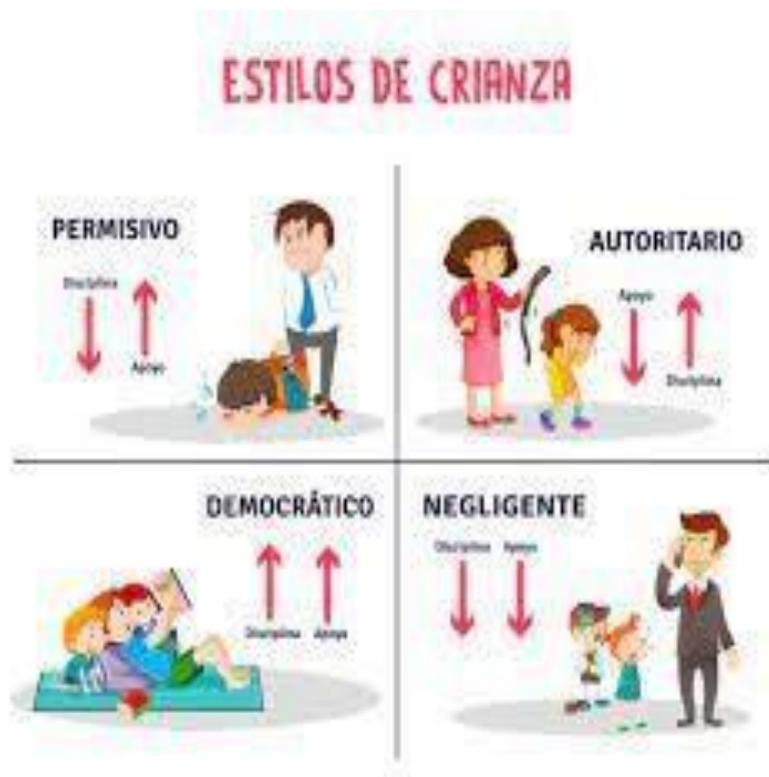 ESTILOS DE CRIANZA
PERMISIVO
Disciplina
Apoyo
AUTORITARIO
Apoyo
Disciplina
DEMOCRÁTICO
Disciplina Apoyo
NEGLIGENTE
Disciplina Apoyo